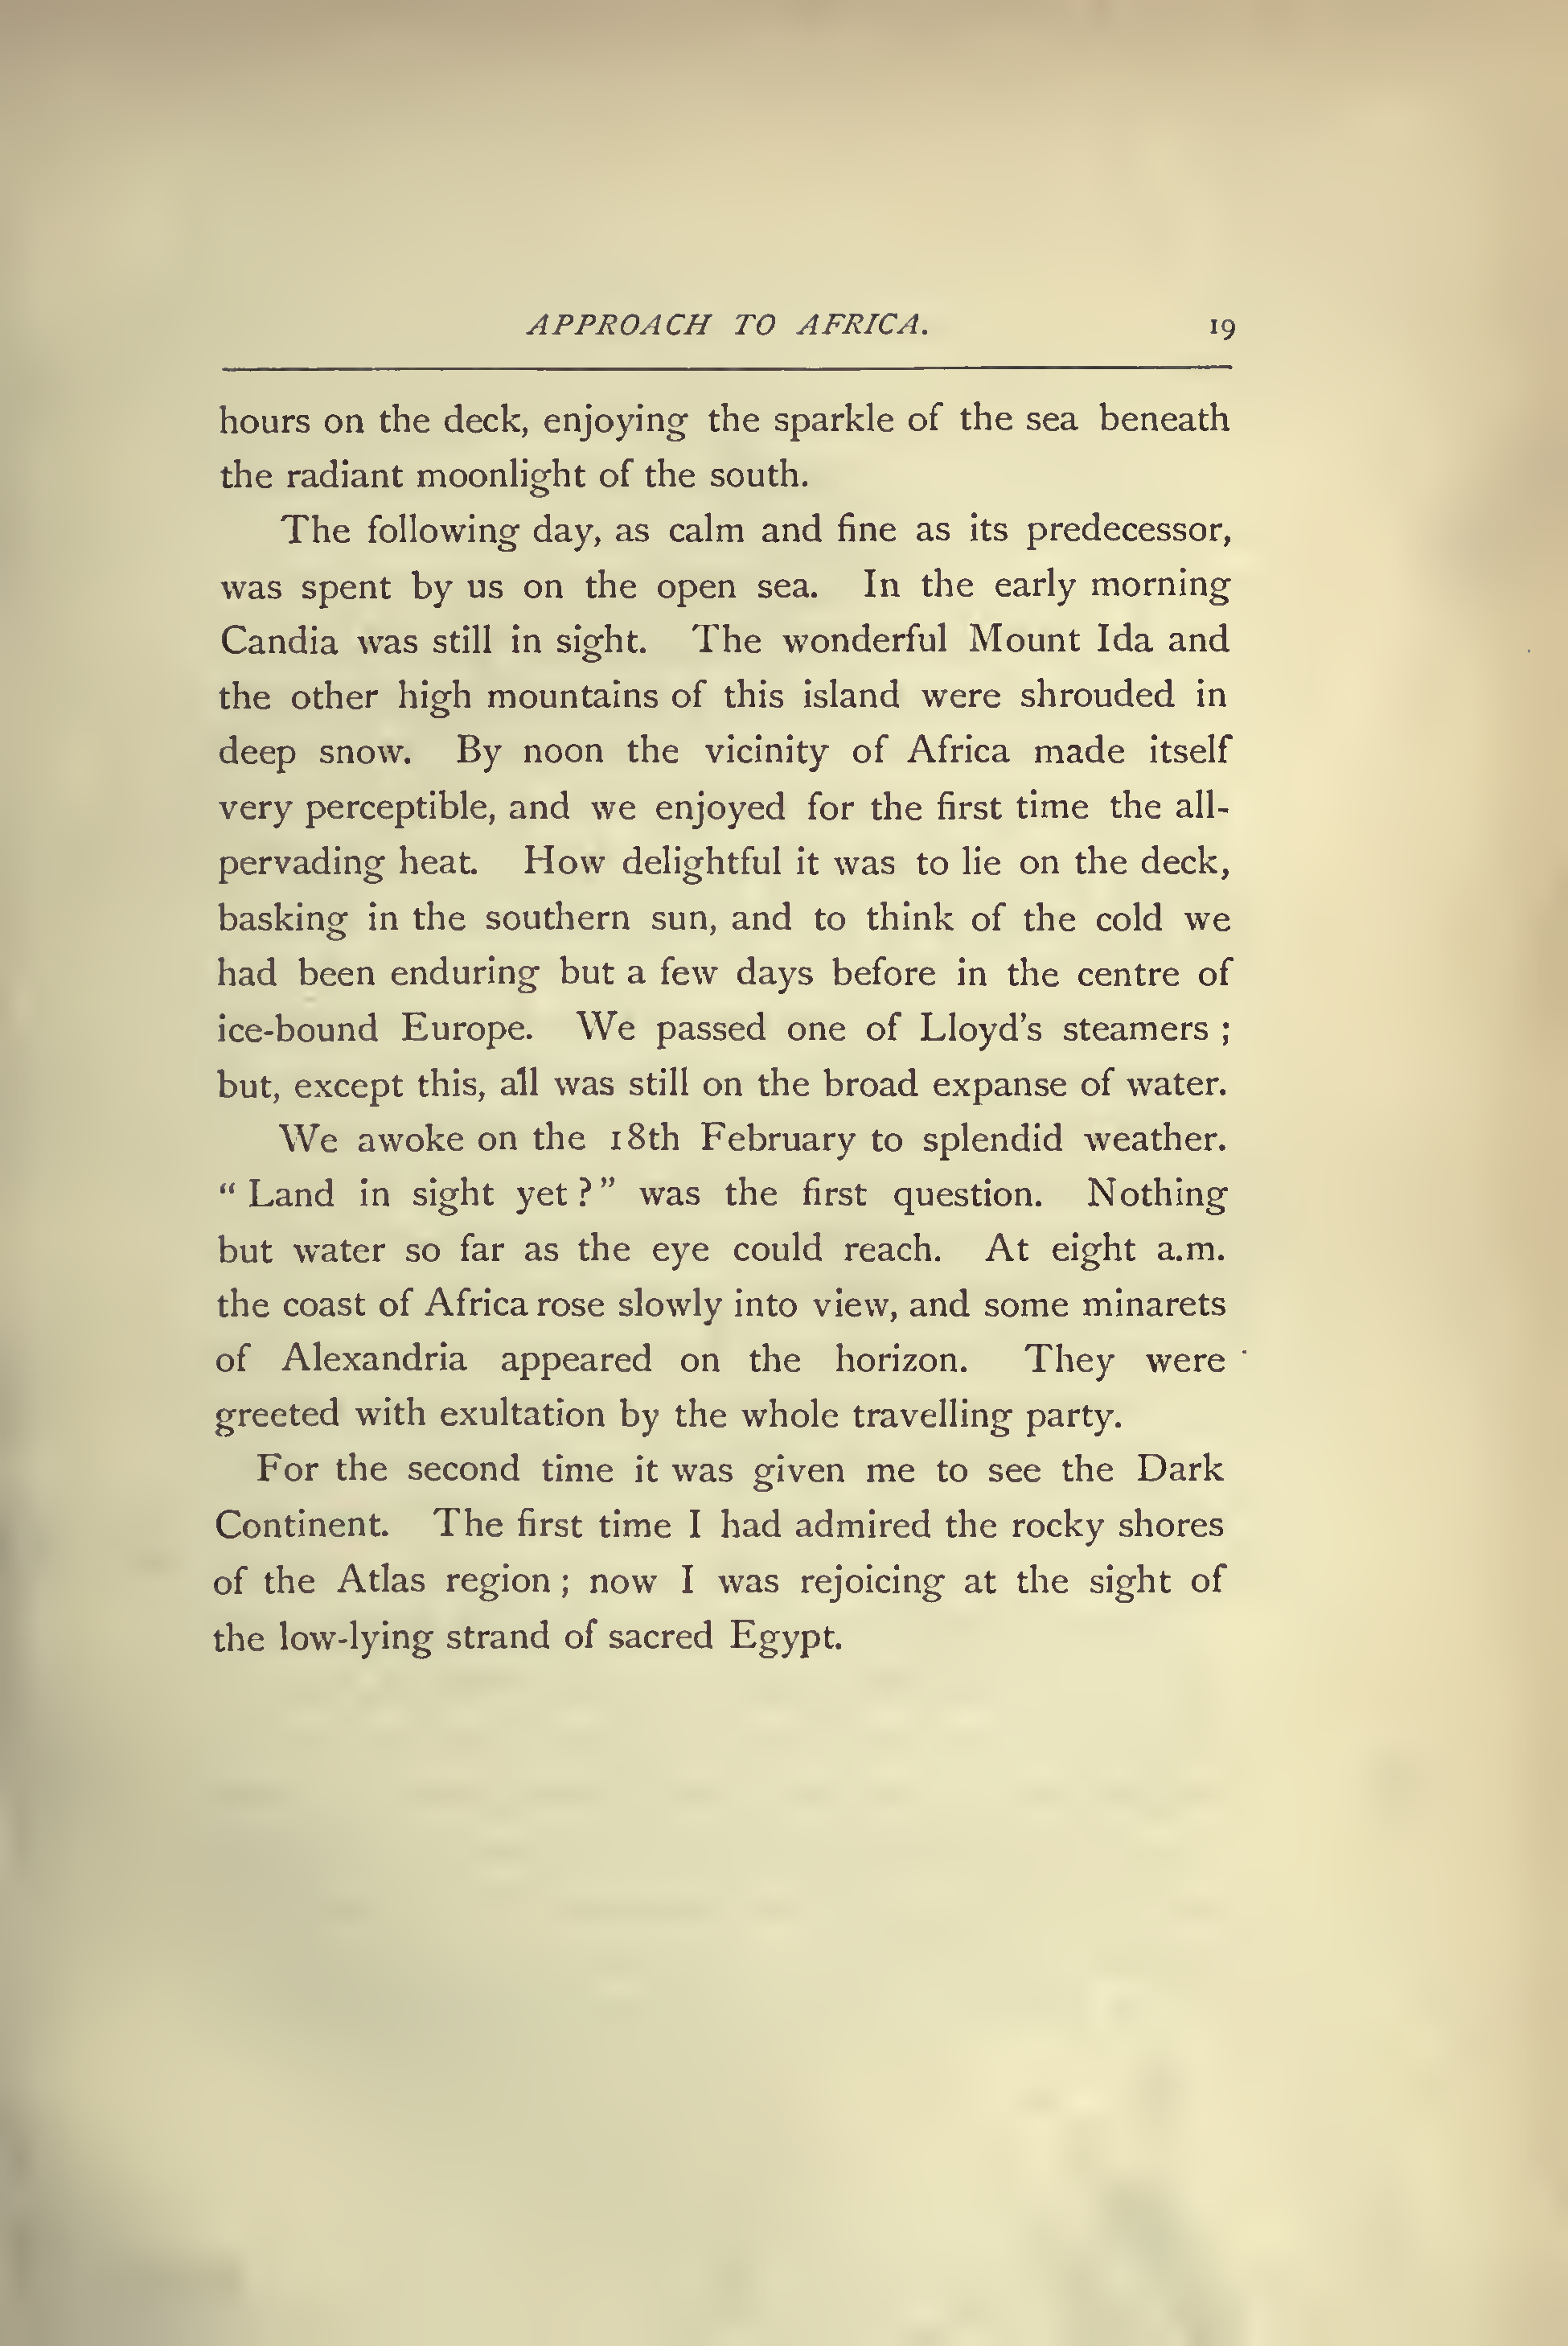 APPROACH TO AFRICA. 19
hours on the deck, enjoying the sparkle of the sea beneath
the radiant moonlight of the south.
The following day, as calm and fine as its predecessor,
was spent by us on the open sea. In the early morning
Candia was still in sight. The wonderful Mount Ida and
the other high mountains of this island were shrouded in
deep snow. By noon the vicinity of Africa made itself
very perceptible, and we enjoyed for the first time the all-
pervading heat. How delightful it was to lie on the deck,
basking in the southern sun, and to think of the cold we
had been enduring but a few days before in the centre of
ice-bound Europe. We passed one of Lloyd's steamers ;
but, except this, all was still on the broad expanse of water.
We awoke on the 18th February to splendid weather.
“ Land in sight yet ? ” was the first question. Nothing
but water so far as the eye could reach. At eight a.m.
the coast of Africa rose slowly into view, and some minarets
of Alexandria appeared on the horizon. They were
greeted with exultation by the whole travelling party.
For the second time it was given me to see the Dark
Continent. The first time I had admired the rocky shores
of the Atlas region ; now I was rejoicing at the sight of
the low-lying strand of sacred Egypt.